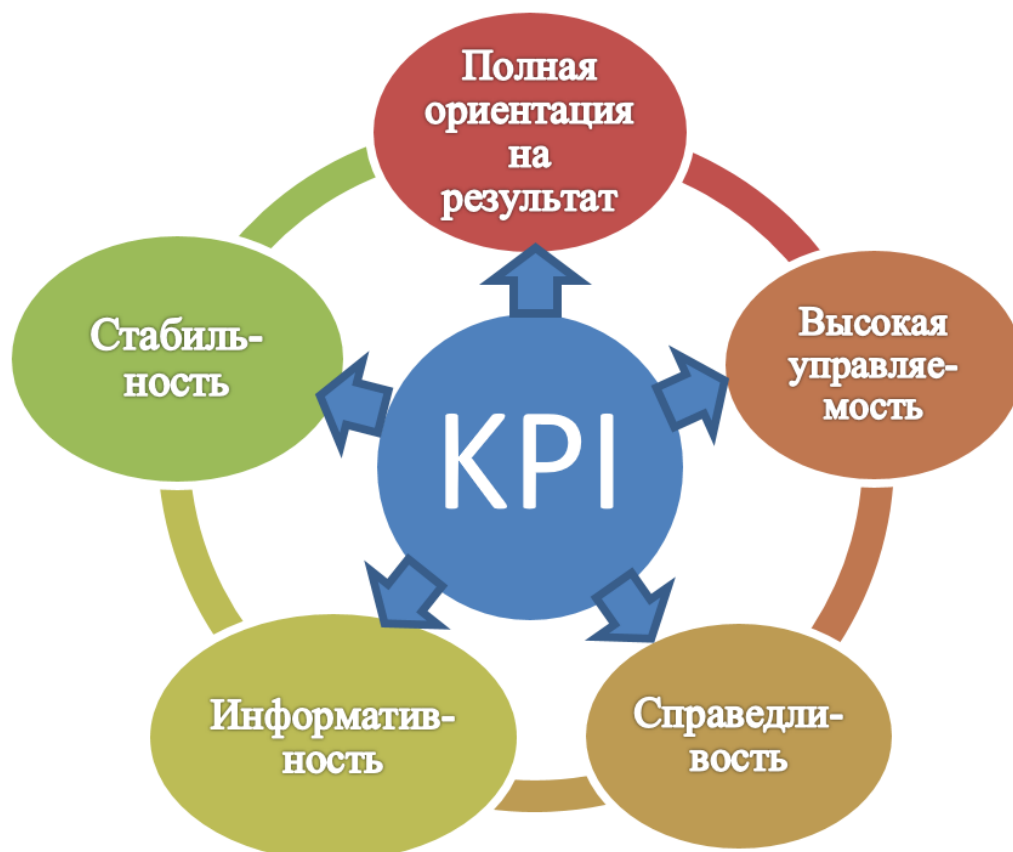 Полная
ориентация
на
результат
Высокая
управляе-
мость
Справедли-
вость
Информатив-
ность
Стабиль-
ность
KPI